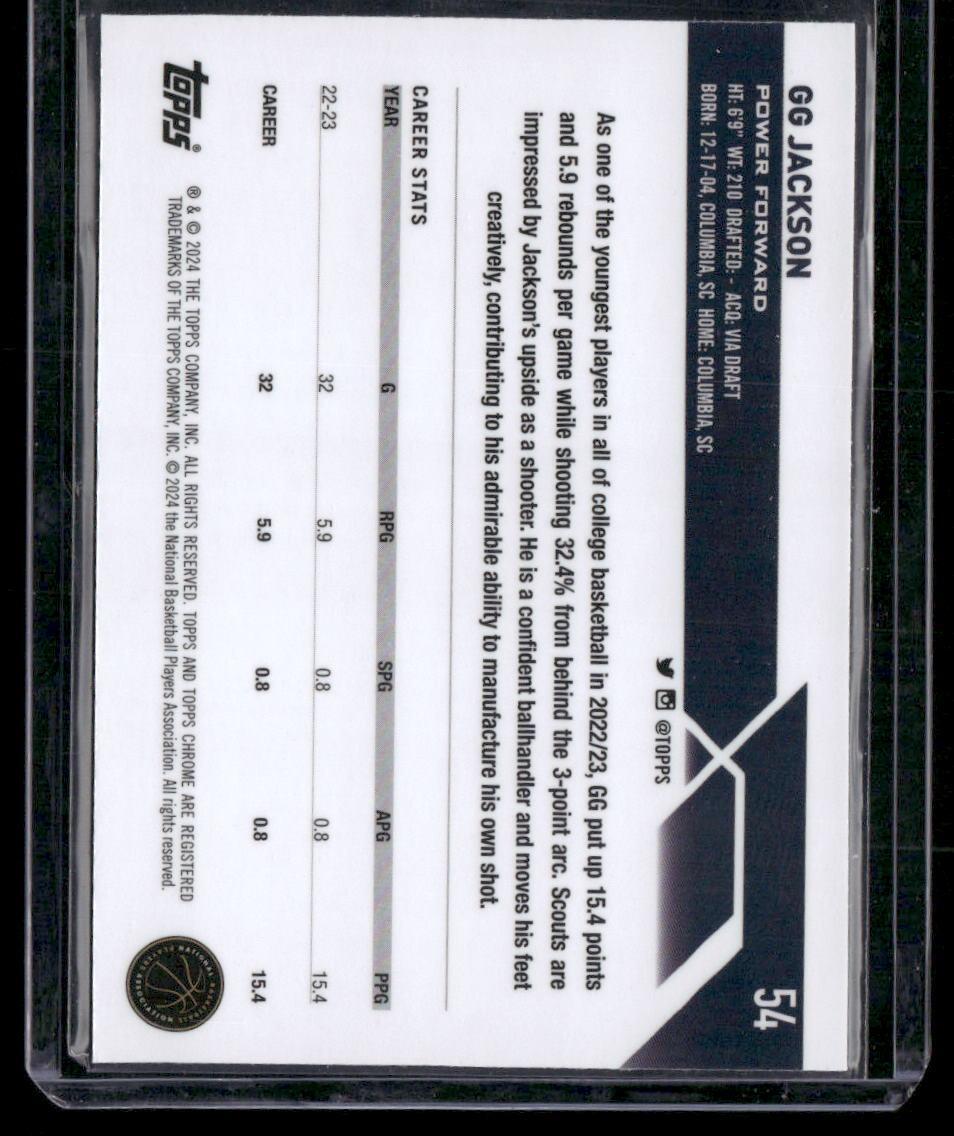 GG JACKSON
54
POWER FORWARD
HT: 6'9" WT: 210 DRAFTED: - ACQ: VIA DRAFT
BORN: 12-17-04, COLUMBIA, SC HOME: COLUMBIA, SC
@TOPPS
As one of the youngest players in all of college basketball in 2022/23, GG put up 15.4 points
and 5.9 rebounds per game while shooting 32.4% from behind the 3-point arc. Scouts are
impressed by Jackson's upside as a shooter. He is a confident ballhandler and moves his feet
creatively, contributing to his admirable ability to manufacture his own shot.
CAREER STATS
YEAR G RPG SPG APG PPG
22-23 32 5.9 0.8 0.8 15.4
CAREER 32 5.9 0.8 0.8 15.4
topps®
® & © 2024 THE TOPPS COMPANY, INC. ALL RIGHTS RESERVED. TOPPS AND TOPPS CHROME ARE REGISTERED
TRADEMARKS OF THE TOPPS COMPANY, INC. © 2024 the National Basketball Players Association. All rights reserved.
NATIONAL BASKETBALL PLAYERS ASSOCIATION